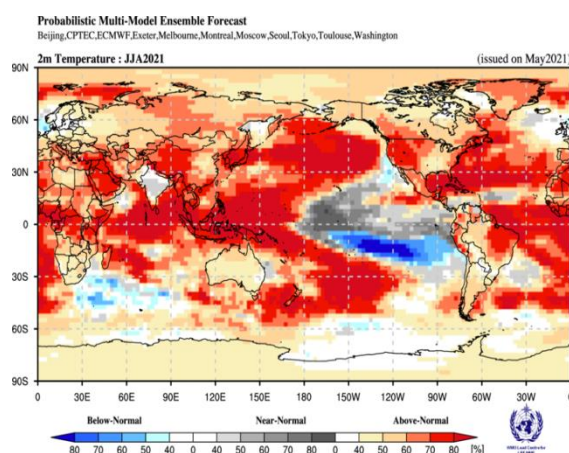 Probabilistic Multi-Model Ensemble Forecast
Beijing,CPTEC,ECMWF,Exeter,Melbourne,Montreal,Moscow,Seoul,Tokyo,Toulouse,Washington
2m Temperature : JJA2021 (issued on May2021)
90N
60N
30N
0
30S
60S
90S
0 30E 60E 90E 120E 150E 180 150W 120W 90W 60W 30W 0
Below-Normal Near-Normal Above-Normal
80 70 60 50 40 0 40 50 60 70 80 0 40 50 60 70 80 [%]